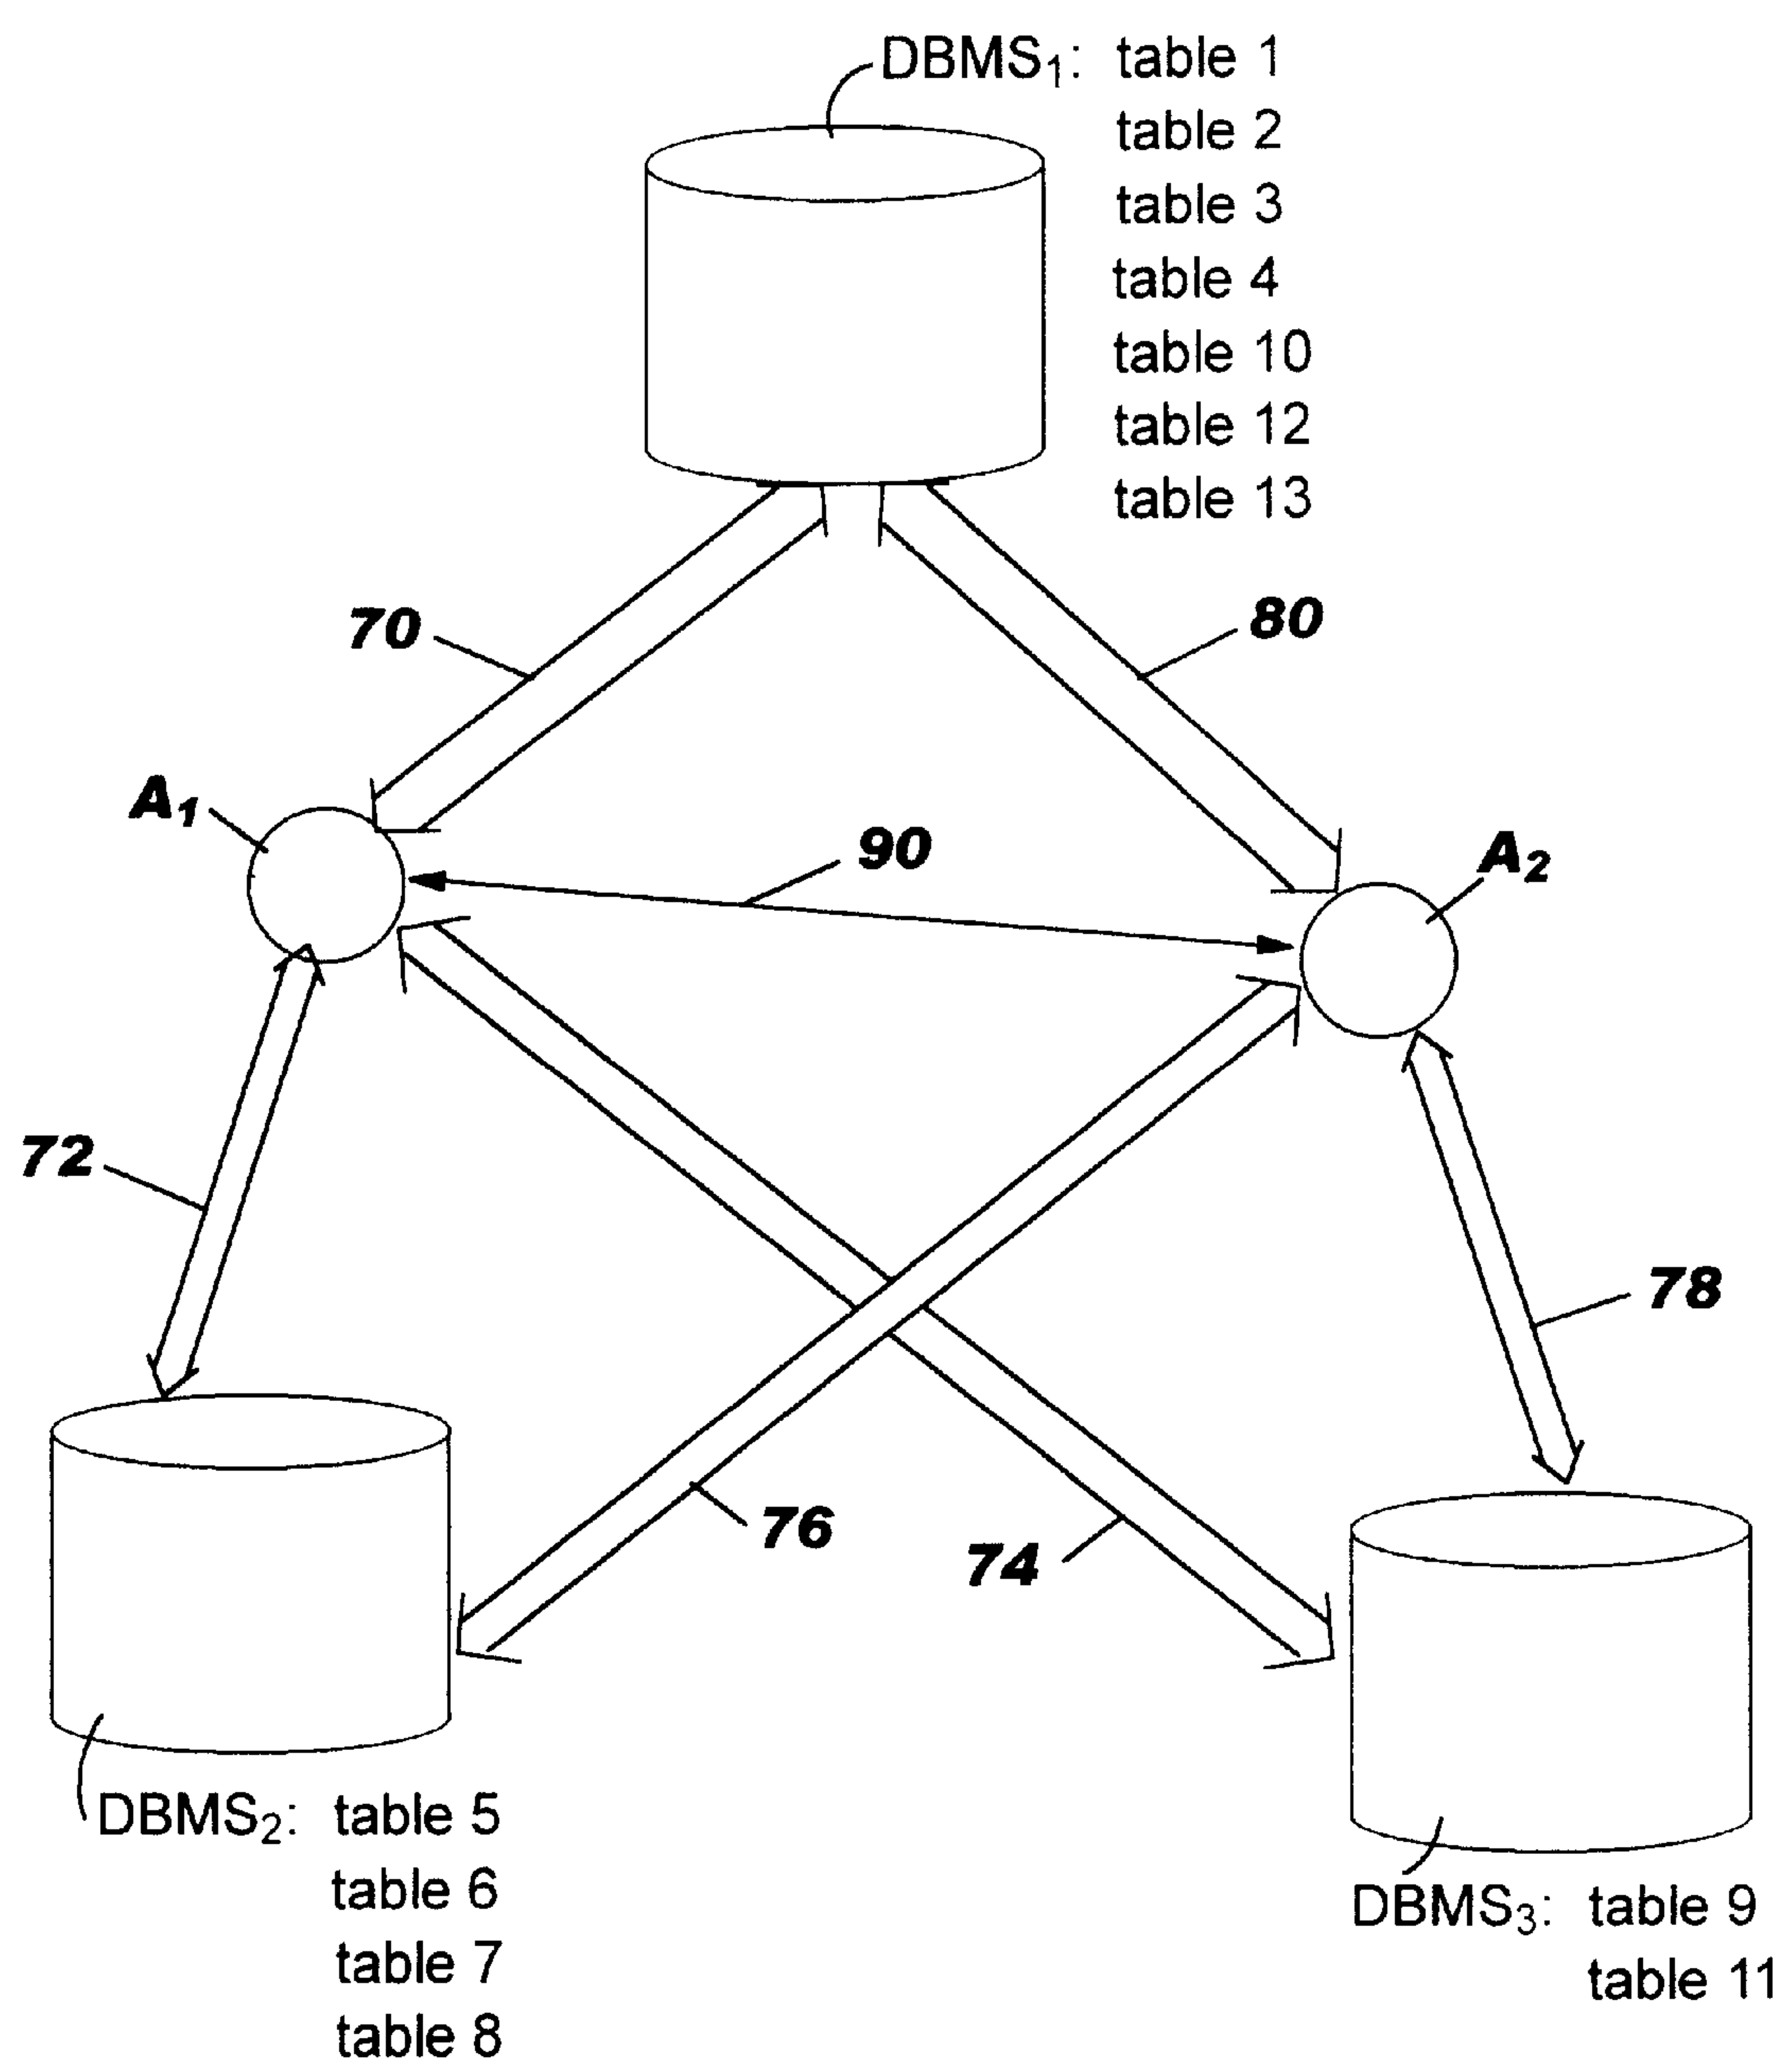 DBMS₁: table 1
table 2
table 3
table 4
table 10
table 12
table 13
70
80
A₁
90
A₂
72
78
76
74
DBMS₂: table 5
table 6
table 7
table 8
DBMS₃: table 9
table 11